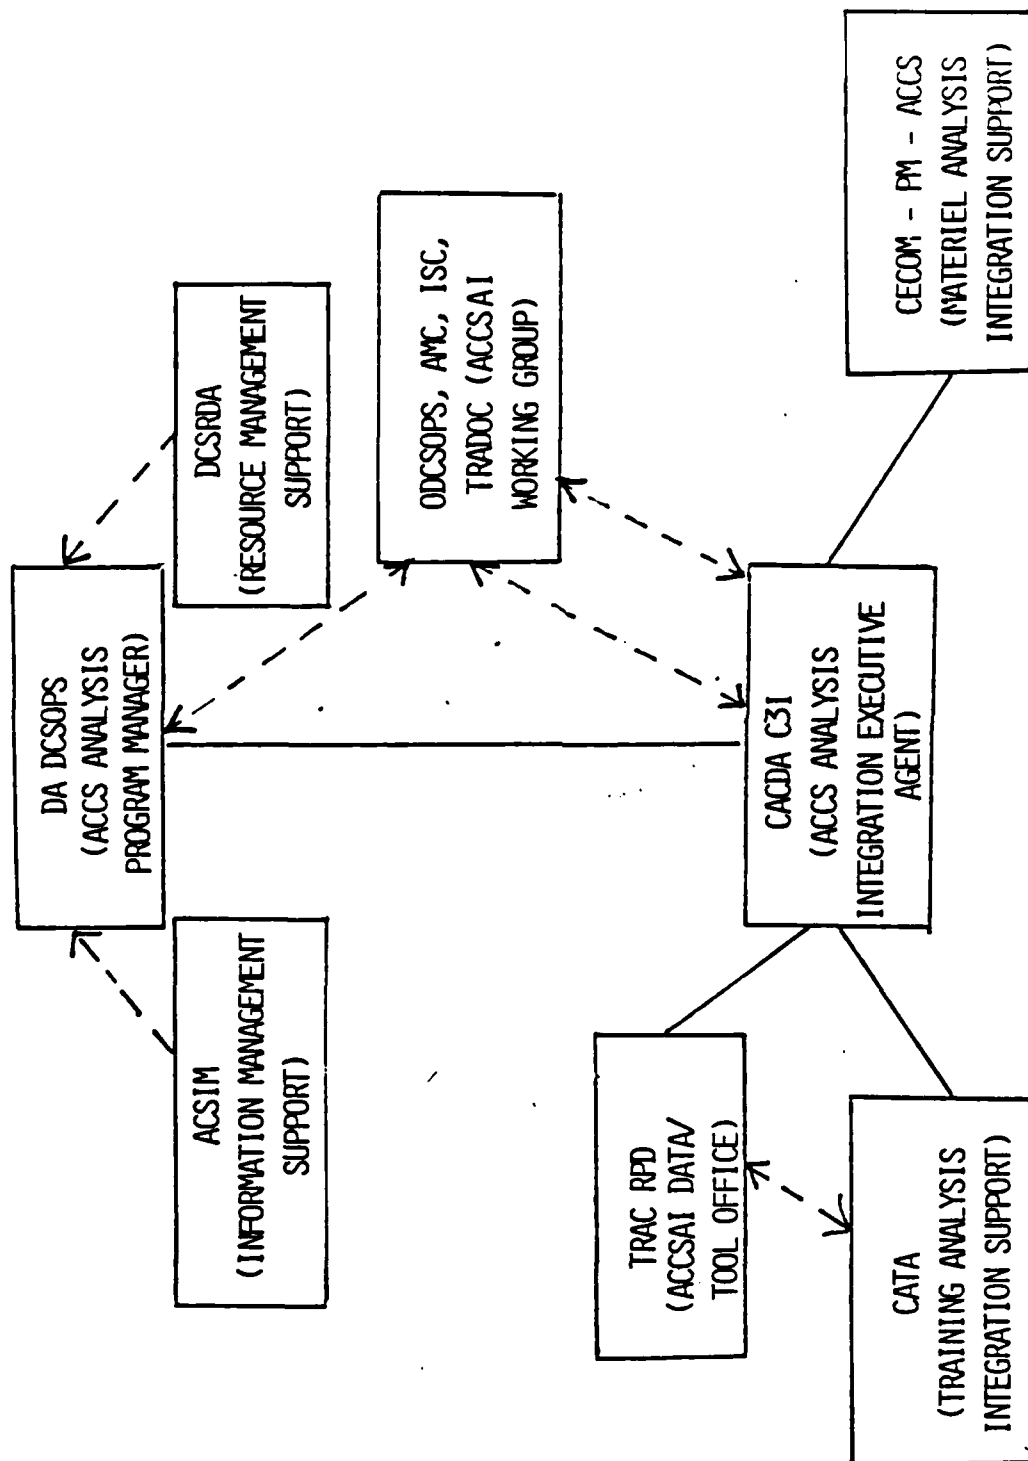 DA DCSOPS
(ACCS ANALYSIS
PROGRAM MANAGER)
ACSIM
(INFORMATION MANAGEMENT
SUPPORT)
DCSRDA
(RESOURCE MANAGEMENT
SUPPORT)
ODCSOPS, AMC, ISC,
TRADOC (ACCSAI
WORKING GROUP)
TRAC RPD
(ACCSAI DATA/
TOOL OFFICE)
CACDA C3I
(ACCS ANALYSIS
INTEGRATION EXECUTIVE
AGENT)
CATA
(TRAINING ANALYSIS
INTEGRATION SUPPORT)
CECOM - PM - ACCS
(MATERIEL ANALYSIS
INTEGRATION SUPPORT)